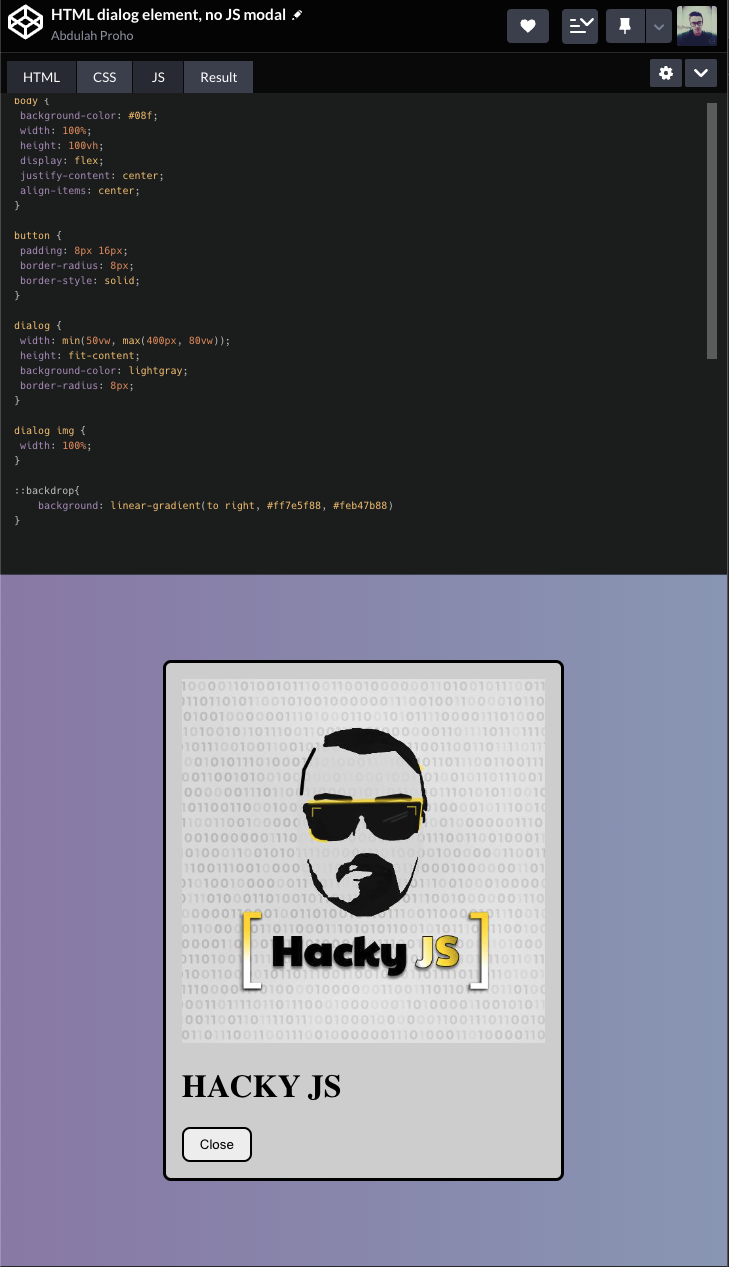 HTML dialog element, no JS modal
Abdulah Proho
HTML
CSS
JS
Result
body {
background-color: #08f;
width: 100%;
height: 100vh;
display: flex;
justify-content: center;
align-items: center;
}
button {
padding: 8px 16px;
border-radius: 8px;
border-style: solid;
}
dialog {
width: min(50vw, max(400px, 80vw));
height: fit-content;
background-color: lightgray;
border-radius: 8px;
}
dialog img {
width: 100%;
}
::backdrop{
background: linear-gradient(to right, #ff7e5f88, #feb47b88)
}
[Hacky JS]
HACKY JS
Close